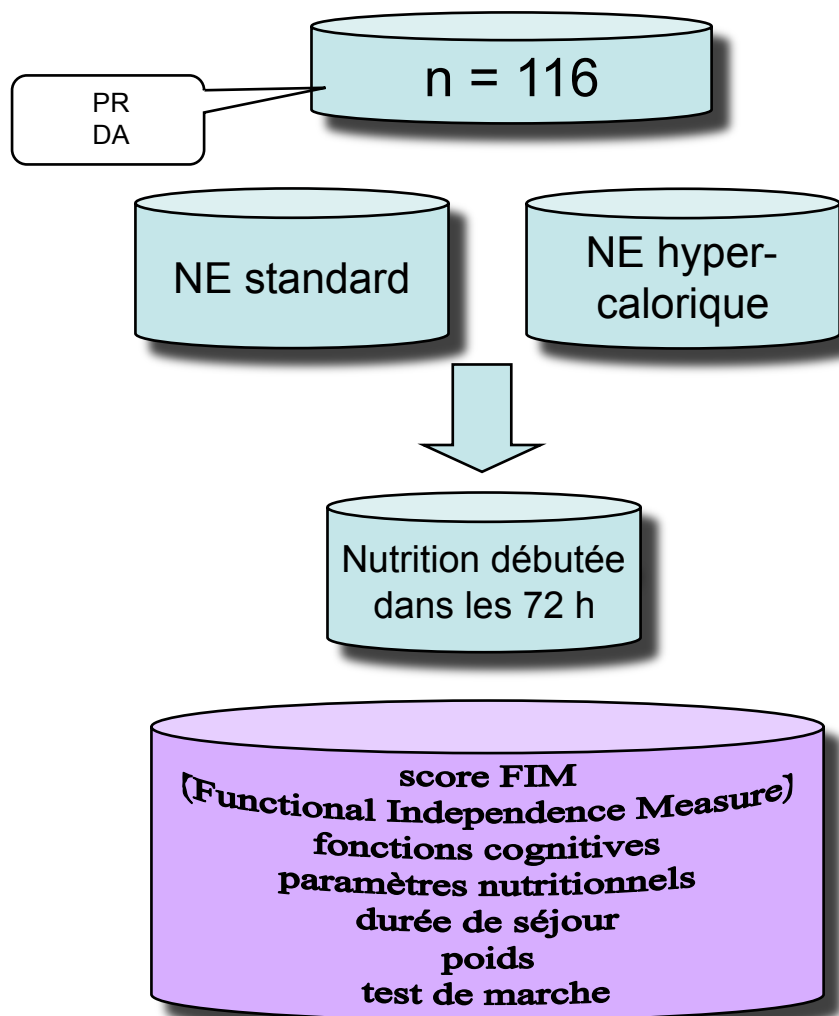 n = 116
PR
DA
NE standard
NE hyper-
calorique
Nutrition débutée
dans les 72 h
score FIM
(Functional Independence Measure)
fonctions cognitives
paramètres nutritionnels
durée de séjour
poids
test de marche